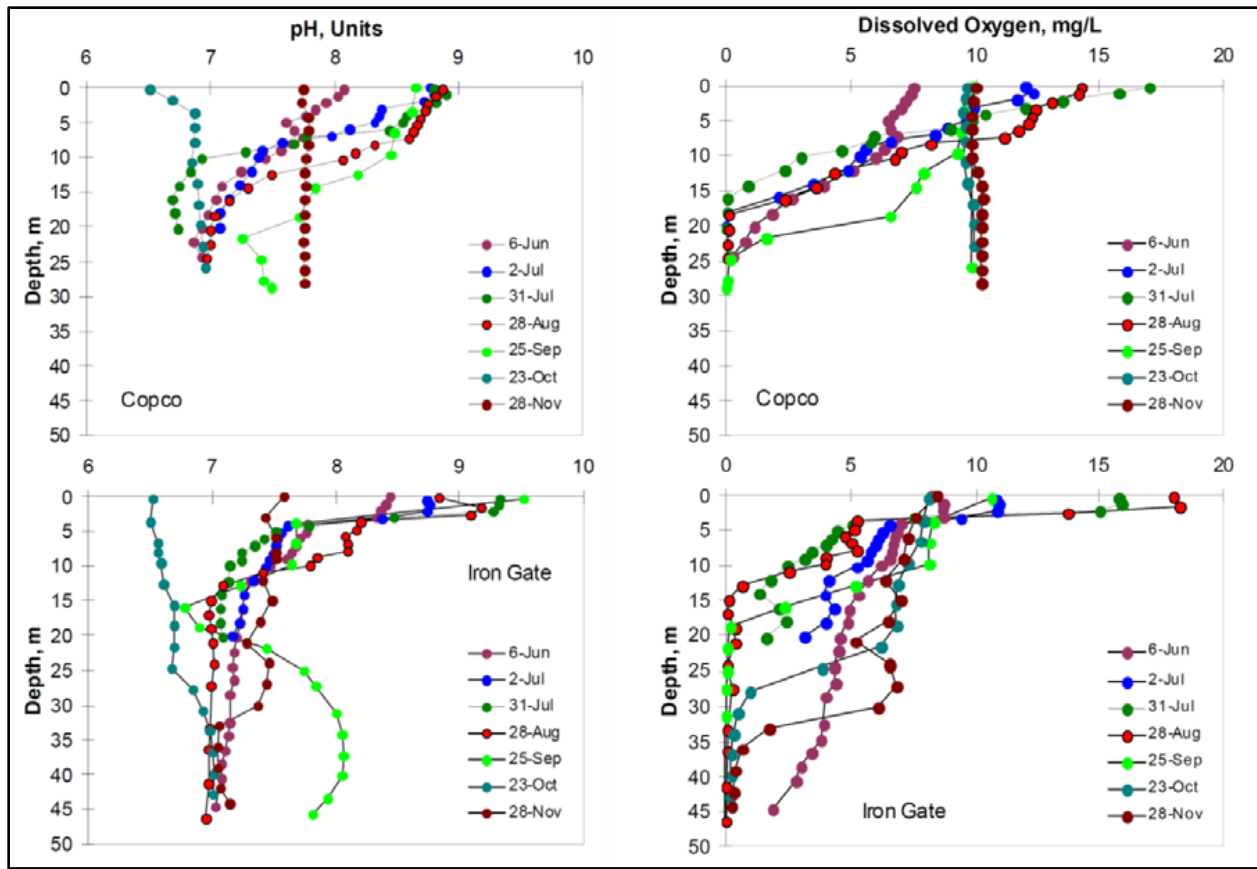 pH, Units
6 7 8 9 10
0
5
10
15
20
25
30
35
40
45
50
Depth, m
6-Jun
2-Jul
31-Jul
28-Aug
25-Sep
23-Oct
28-Nov
Copco
Dissolved Oxygen, mg/L
0 5 10 15 20
0
5
10
15
20
25
30
35
40
45
50
Depth, m
6-Jun
2-Jul
31-Jul
28-Aug
25-Sep
23-Oct
28-Nov
Copco
6 7 8 9 10
0
5
10
15
20
25
30
35
40
45
50
Depth, m
Iron Gate
6-Jun
2-Jul
31-Jul
28-Aug
25-Sep
23-Oct
28-Nov
0 5 10 15 20
0
5
10
15
20
25
30
35
40
45
50
Depth, m
6-Jun
2-Jul
31-Jul
28-Aug
25-Sep
23-Oct
28-Nov
Iron Gate